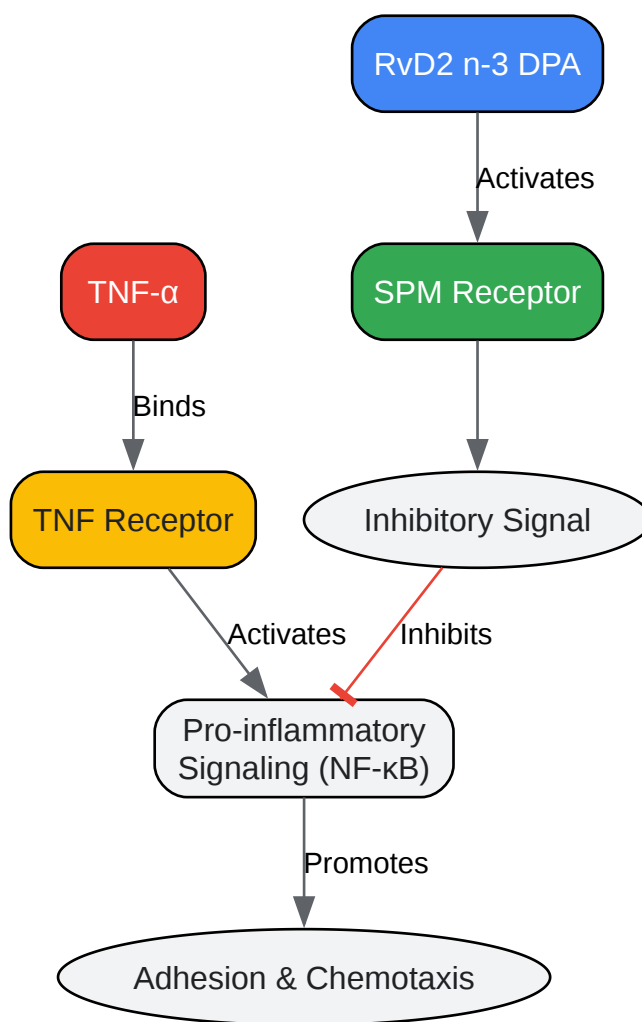 RvD2 n-3 DPA
Activates
TNF-α
SPM Receptor
Binds
TNF Receptor
Inhibitory Signal
Activates
Inhibits
Pro-inflammatory
Signaling (NF-κB)
Promotes
Adhesion & Chemotaxis